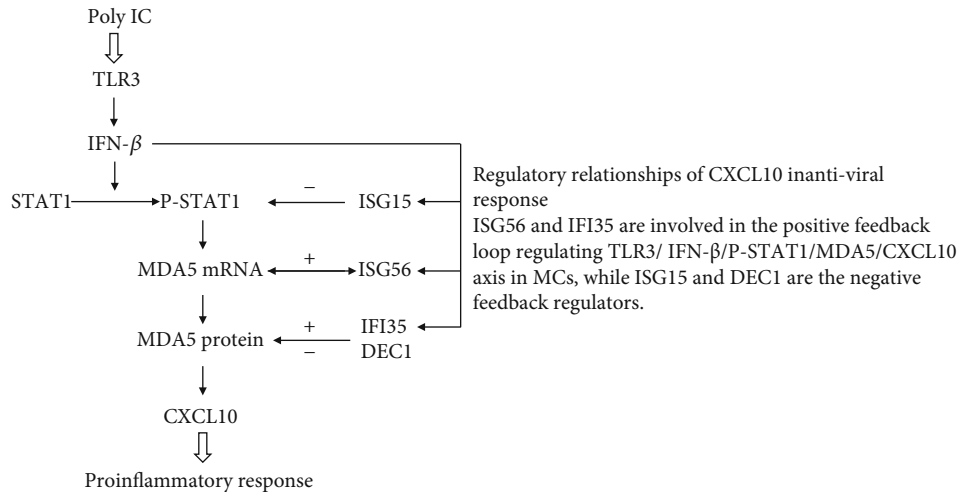 Poly IC
TLR3
IFN-β
STAT1
P-STAT1
−
ISG15
MDA5 mRNA
+
ISG56
MDA5 protein
+
−
IFI35
DEC1
CXCL10
Proinflammatory response
Regulatory relationships of CXCL10 inanti-viral
response
ISG56 and IFI35 are involved in the positive feedback
loop regulating TLR3/ IFN-β/P-STAT1/MDA5/CXCL10
axis in MCs, while ISG15 and DEC1 are the negative
feedback regulators.